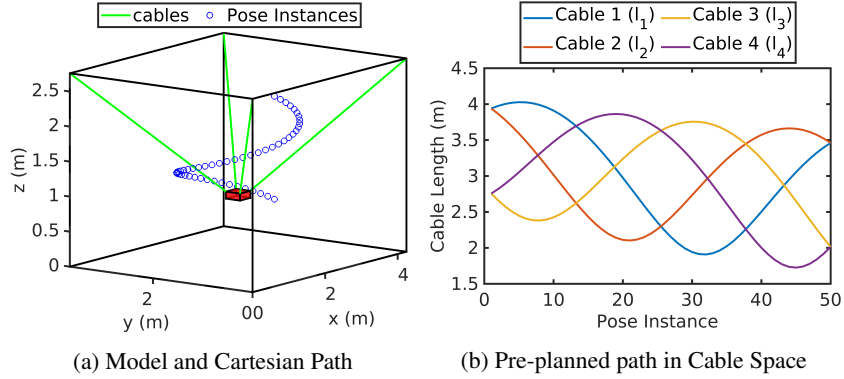 cables Pose Instances
2.5
2
1.5
1
0.5
0
z (m)
2
00
2
4
y (m)
x (m)
(a) Model and Cartesian Path
Cable 1 (l1) Cable 3 (l3)
Cable 2 (l2) Cable 4 (l4)
4.5
4
3.5
3
2.5
2
1.5
Cable Length (m)
0 10 20 30 40 50
Pose Instance
(b) Pre-planned path in Cable Space